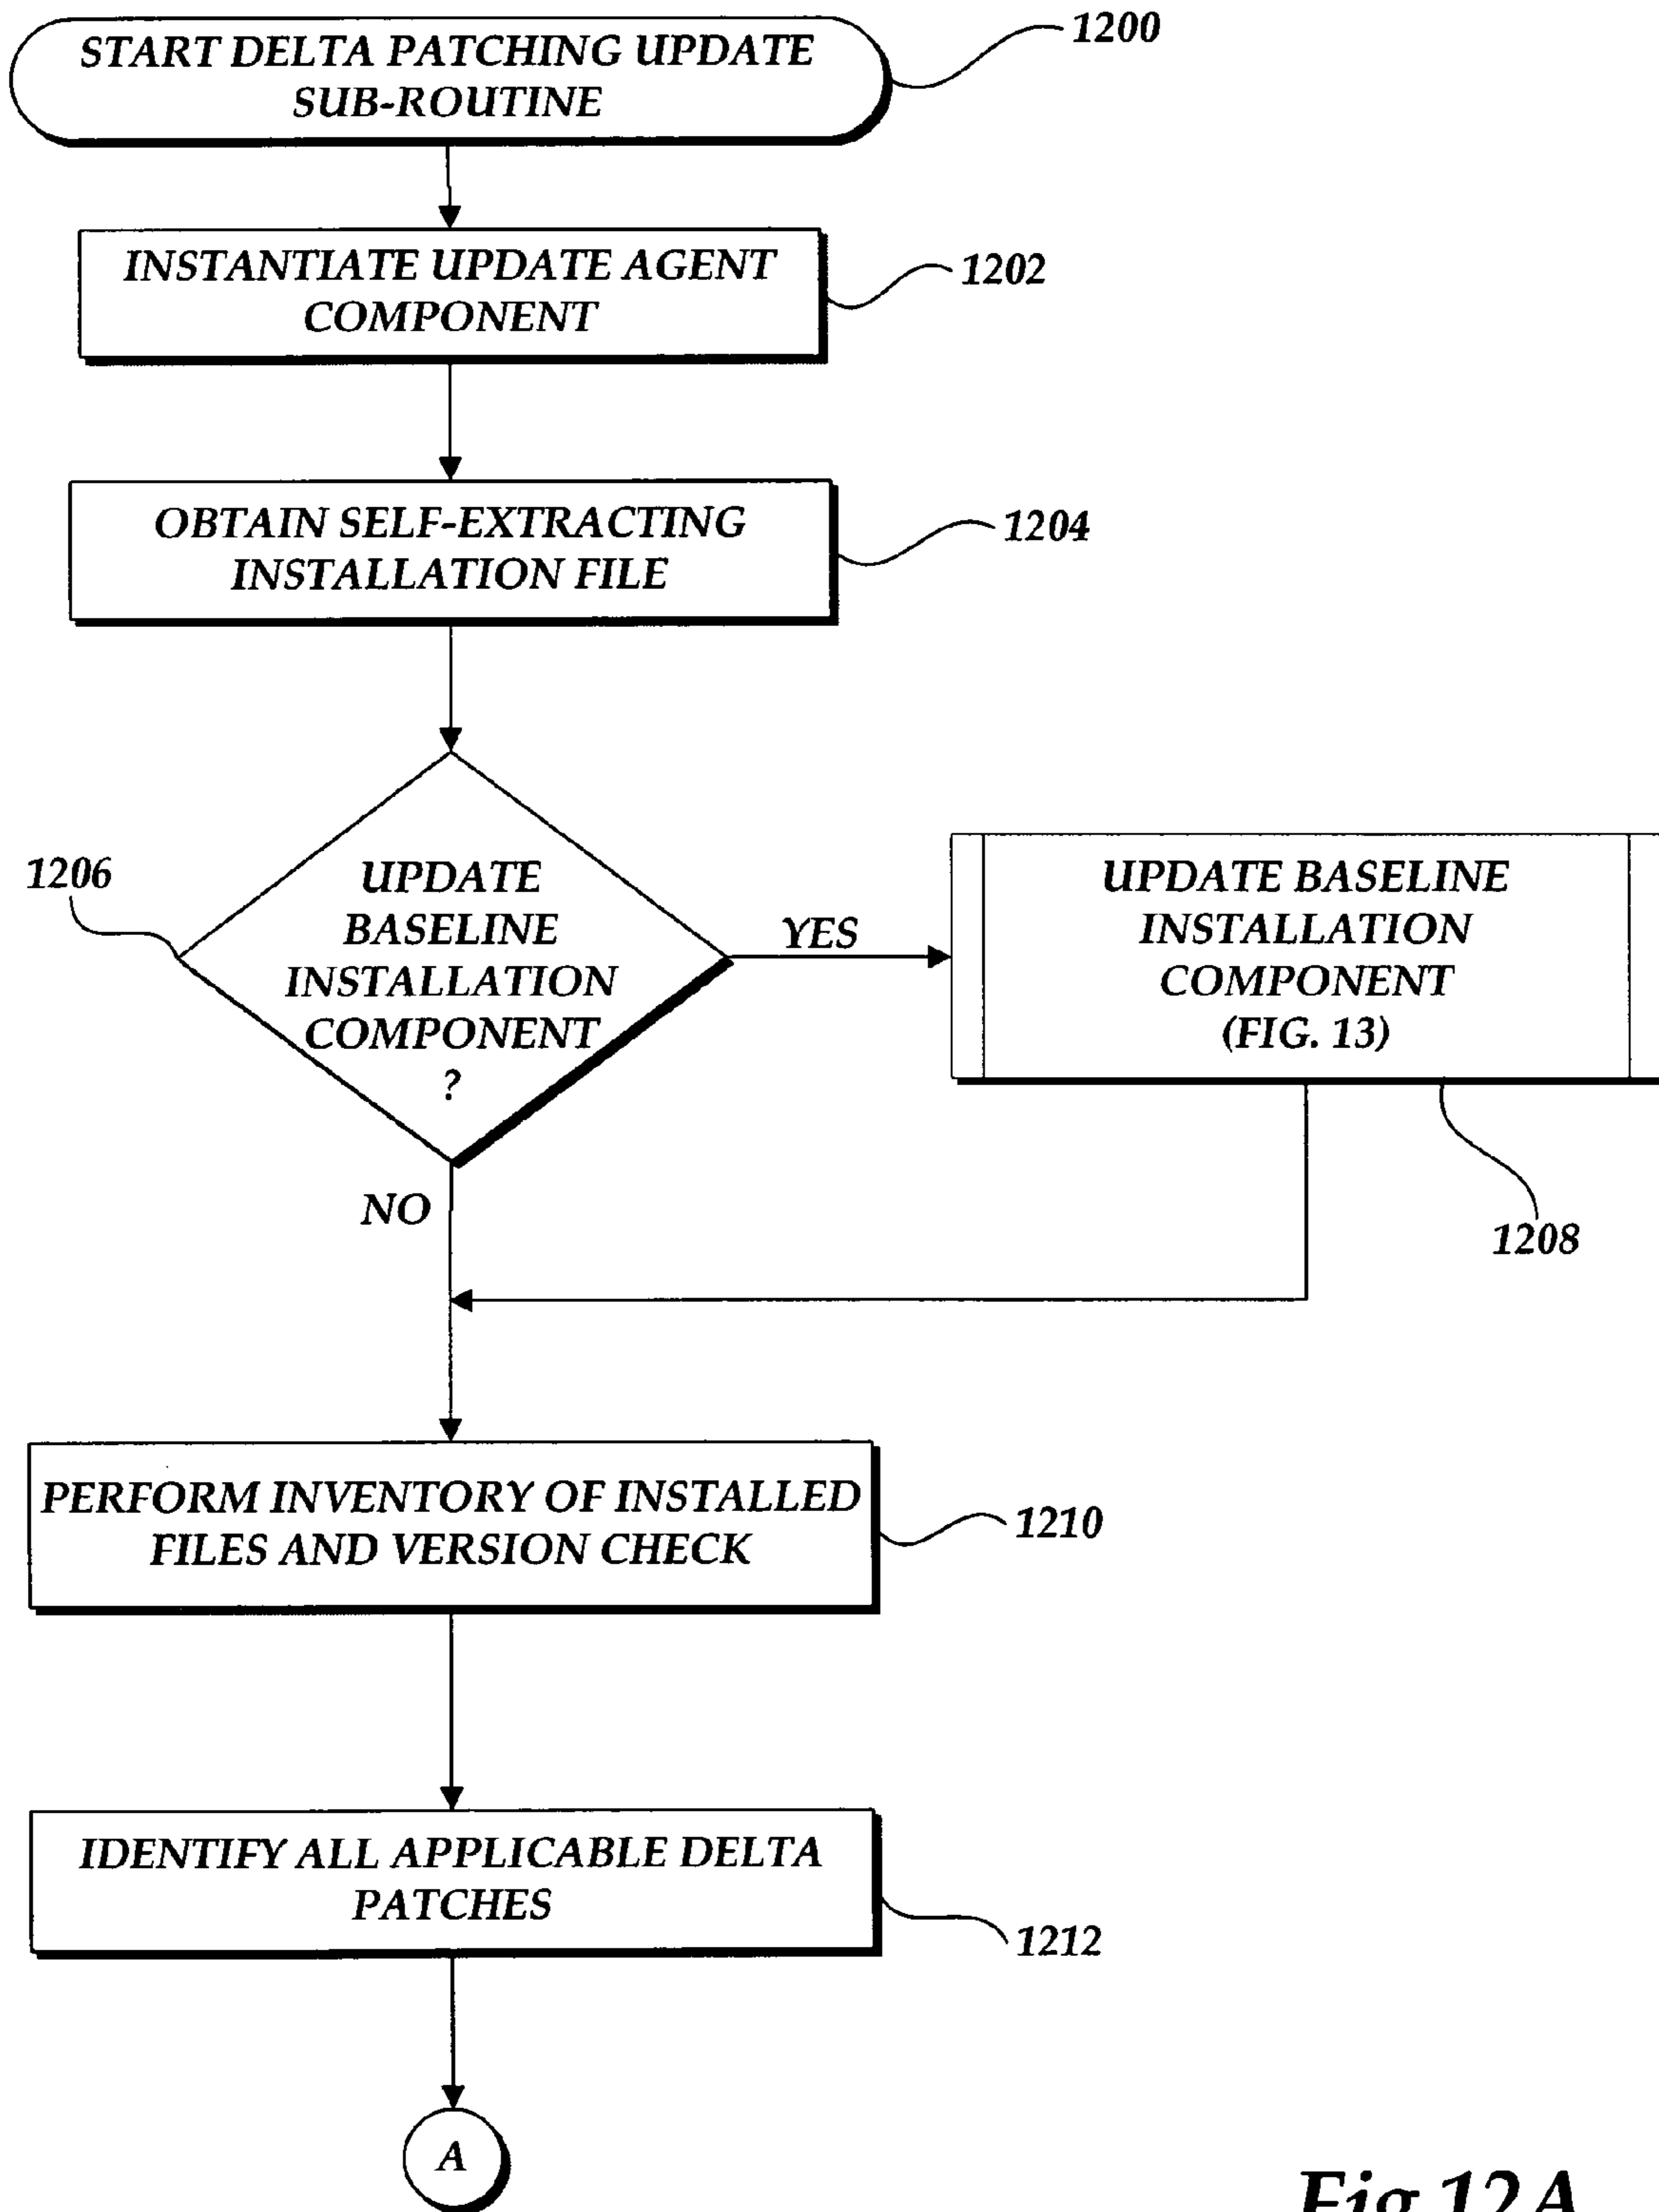 START DELTA PATCHING UPDATE
SUB-ROUTINE
1200
INSTANTIATE UPDATE AGENT
COMPONENT
1202
OBTAIN SELF-EXTRACTING
INSTALLATION FILE
1204
1206
UPDATE
BASELINE
INSTALLATION
COMPONENT
?
YES
UPDATE BASELINE
INSTALLATION
COMPONENT
(FIG. 13)
1208
NO
PERFORM INVENTORY OF INSTALLED
FILES AND VERSION CHECK
1210
IDENTIFY ALL APPLICABLE DELTA
PATCHES
1212
A
Fig.12A